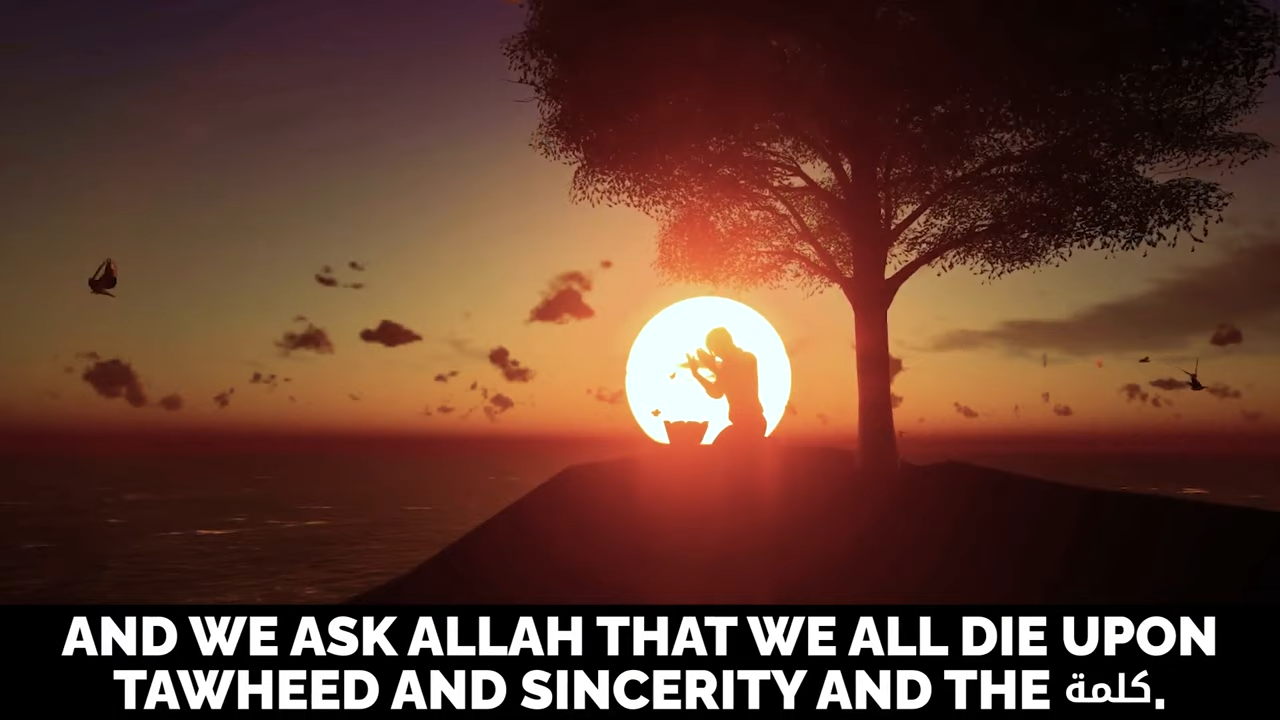 AND WE ASK ALLAH THAT WE ALL DIE UPON
TAWHEED AND SINCERITY AND THE كلمة.